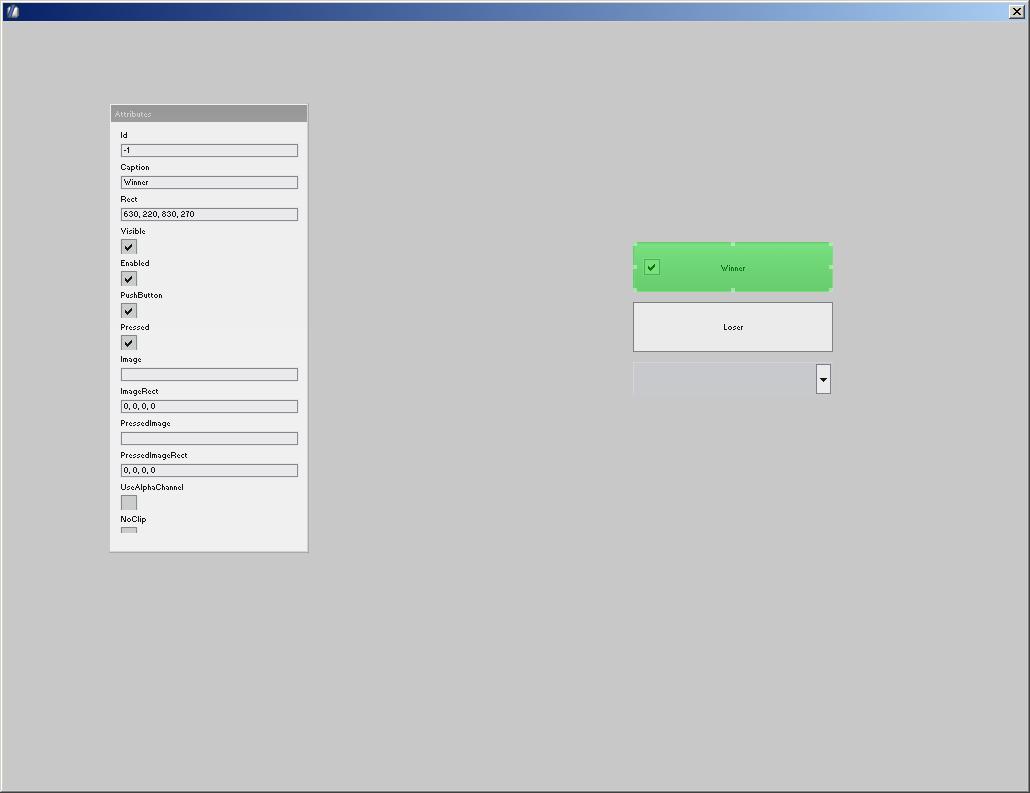 Attributes
Id
-1
Caption
Winner
Rect
630, 220, 830, 270
Visible
Enabled
PushButton
Pressed
Image
ImageRect
0, 0, 0, 0
PressedImage
PressedImageRect
0, 0, 0, 0
UseAlphaChannel
NoClip
Winner
Loser